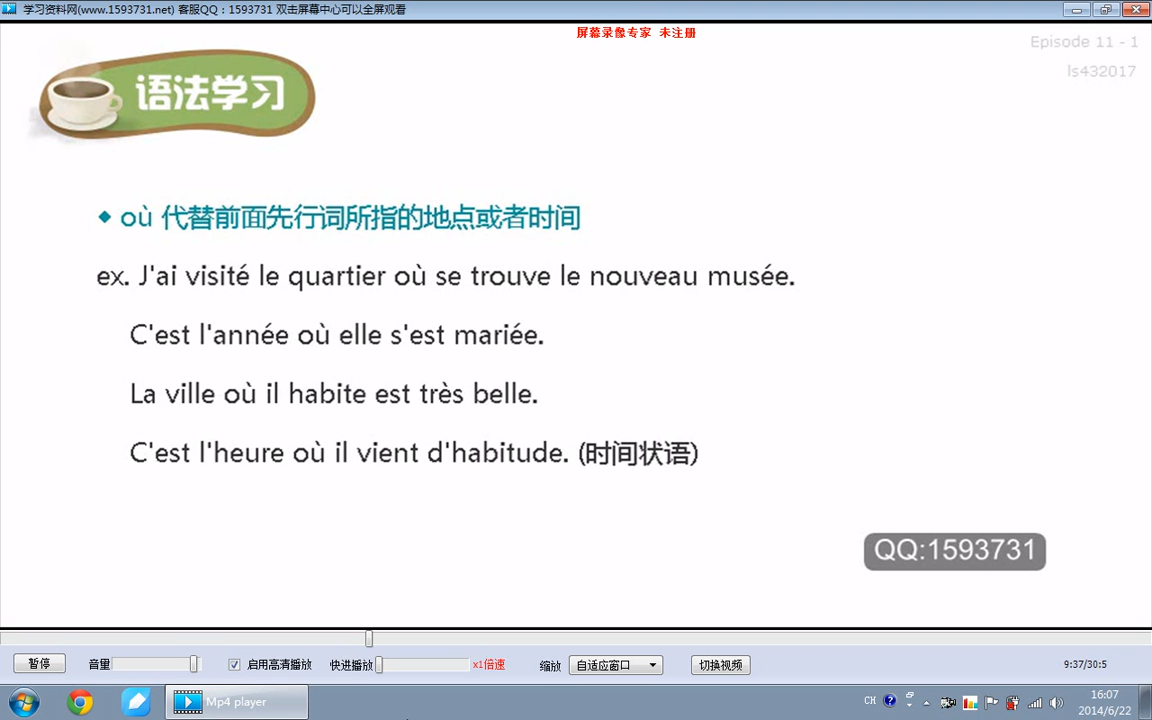 学习资料网(www.1593731.net) 客服QQ：1593731 双击屏幕中心可以全屏观看
屏幕录像专家 未注册
Episode 11 - 1
ls432017
语法学习
où 代替前面先行词所指的地点或者时间
ex. J'ai visité le quartier où se trouve le nouveau musée.
C'est l'année où elle s'est mariée.
La ville où il habite est très belle.
C'est l'heure où il vient d'habitude. (时间状语)
QQ:1593731
暂停 音量 启用高清播放 快进播放 x1倍速 缩放 自适应窗口 切换视频 9:37/30:5
Mp4 player
CH
16:07
2014/6/22